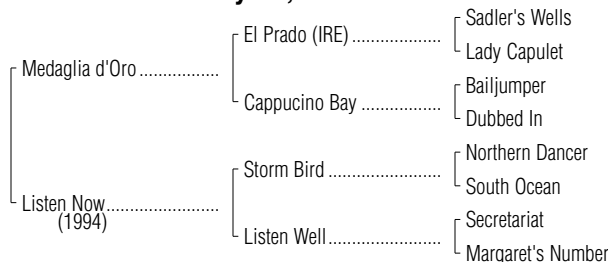 Sadler's Wells
El Prado (IRE) ....................
Lady Capulet
Medaglia d'Oro ..................
Bailjumper
Cappucino Bay ..................
Dubbed In
Northern Dancer
Storm Bird .........................
South Ocean
Listen Now.........................
(1994)
Secretariat
Listen Well.........................
Margaret's Number